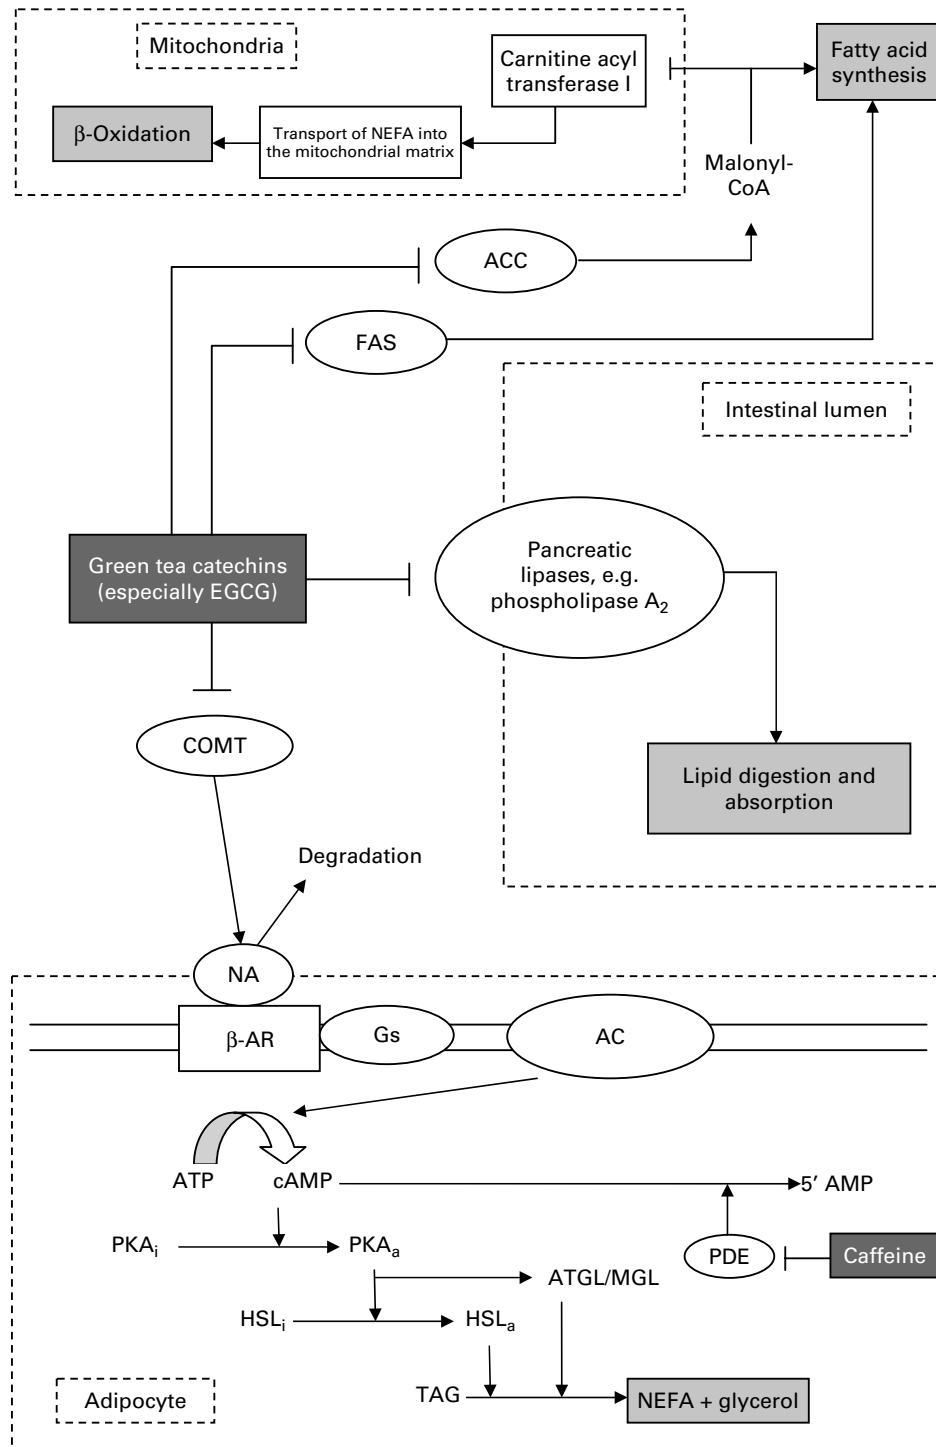 Mitochondria
Carnitine acyl
transferase I
Fatty acid
synthesis
β-Oxidation
Transport of NEFA into
the mitochondrial matrix
Malonyl-
CoA
ACC
FAS
Intestinal lumen
Pancreatic
lipases, e.g.
phospholipase A₂
Green tea catechins
(especially EGCG)
COMT
Lipid digestion and
absorption
Degradation
NA
β-AR
Gs
AC
ATP
cAMP
5′ AMP
PKAᵢ
PKAₐ
PDE
Caffeine
ATGL/MGL
HSLᵢ
HSLₐ
TAG
NEFA + glycerol
Adipocyte